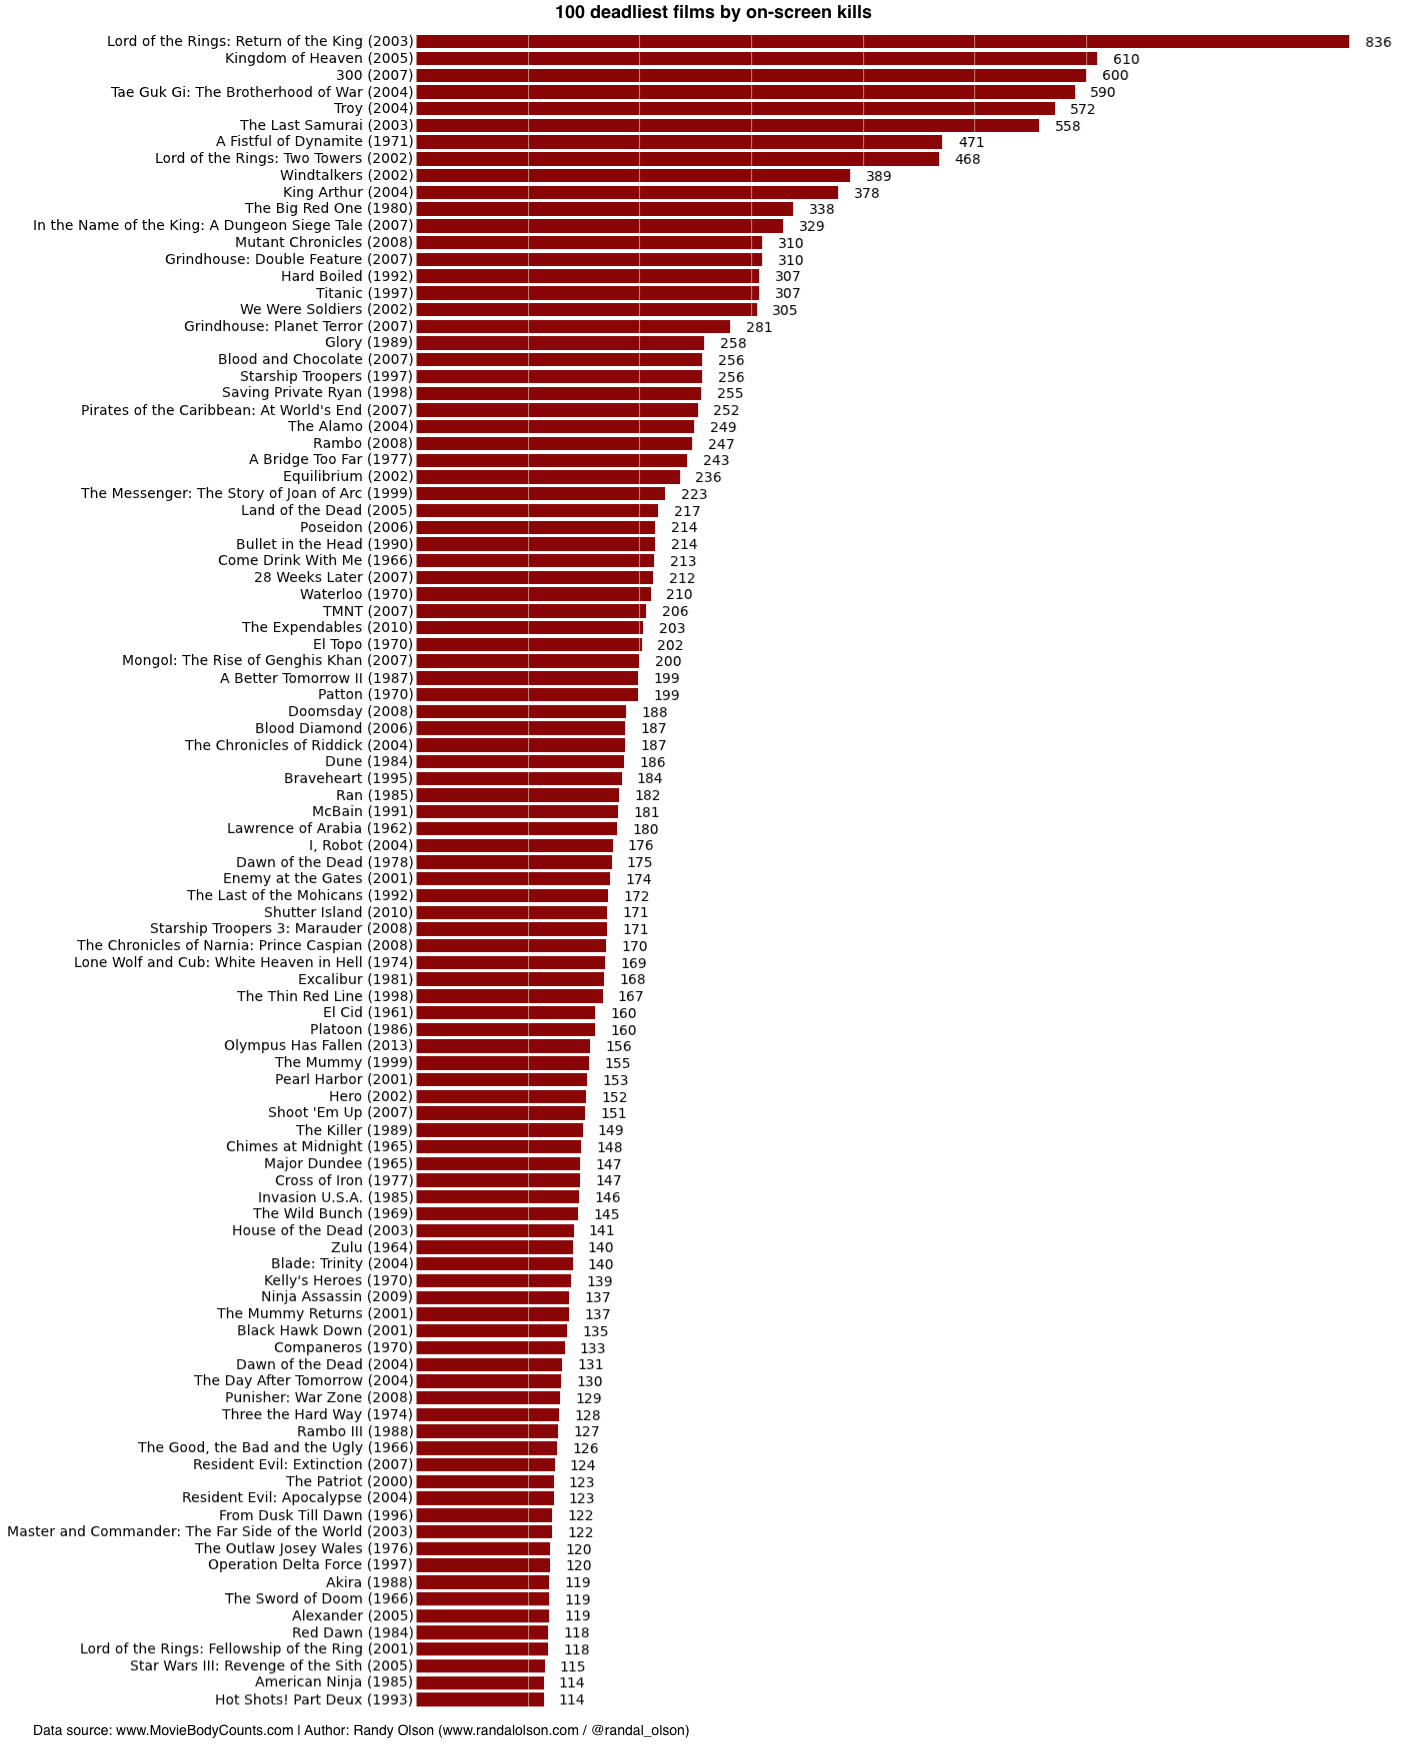 100 deadliest films by on-screen kills
Lord of the Rings: Return of the King (2003) 836
Kingdom of Heaven (2005) 610
300 (2007) 600
Tae Guk Gi: The Brotherhood of War (2004) 590
Troy (2004) 572
The Last Samurai (2003) 558
A Fistful of Dynamite (1971) 471
Lord of the Rings: Two Towers (2002) 468
Windtalkers (2002) 389
King Arthur (2004) 378
The Big Red One (1980) 338
In the Name of the King: A Dungeon Siege Tale (2007) 329
Mutant Chronicles (2008) 310
Grindhouse: Double Feature (2007) 310
Hard Boiled (1992) 307
Titanic (1997) 307
We Were Soldiers (2002) 305
Grindhouse: Planet Terror (2007) 281
Glory (1989) 258
Blood and Chocolate (2007) 256
Starship Troopers (1997) 256
Saving Private Ryan (1998) 255
Pirates of the Caribbean: At World's End (2007) 252
The Alamo (2004) 249
Rambo (2008) 247
A Bridge Too Far (1977) 243
Equilibrium (2002) 236
The Messenger: The Story of Joan of Arc (1999) 223
Land of the Dead (2005) 217
Poseidon (2006) 214
Bullet in the Head (1990) 214
Come Drink With Me (1966) 213
28 Weeks Later (2007) 212
Waterloo (1970) 210
TMNT (2007) 206
The Expendables (2010) 203
El Topo (1970) 202
Mongol: The Rise of Genghis Khan (2007) 200
A Better Tomorrow II (1987) 199
Patton (1970) 199
Doomsday (2008) 188
Blood Diamond (2006) 187
The Chronicles of Riddick (2004) 187
Dune (1984) 186
Braveheart (1995) 184
Ran (1985) 182
McBain (1991) 181
Lawrence of Arabia (1962) 180
I, Robot (2004) 176
Dawn of the Dead (1978) 175
Enemy at the Gates (2001) 174
The Last of the Mohicans (1992) 172
Shutter Island (2010) 171
Starship Troopers 3: Marauder (2008) 171
The Chronicles of Narnia: Prince Caspian (2008) 170
Lone Wolf and Cub: White Heaven in Hell (1974) 169
Excalibur (1981) 168
The Thin Red Line (1998) 167
El Cid (1961) 160
Platoon (1986) 160
Olympus Has Fallen (2013) 156
The Mummy (1999) 155
Pearl Harbor (2001) 153
Hero (2002) 152
Shoot 'Em Up (2007) 151
The Killer (1989) 149
Chimes at Midnight (1965) 148
Major Dundee (1965) 147
Cross of Iron (1977) 147
Invasion U.S.A. (1985) 146
The Wild Bunch (1969) 145
House of the Dead (2003) 141
Zulu (1964) 140
Blade: Trinity (2004) 140
Kelly's Heroes (1970) 139
Ninja Assassin (2009) 137
The Mummy Returns (2001) 137
Black Hawk Down (2001) 135
Companeros (1970) 133
Dawn of the Dead (2004) 131
The Day After Tomorrow (2004) 130
Punisher: War Zone (2008) 129
Three the Hard Way (1974) 128
Rambo III (1988) 127
The Good, the Bad and the Ugly (1966) 126
Resident Evil: Extinction (2007) 124
The Patriot (2000) 123
Resident Evil: Apocalypse (2004) 123
From Dusk Till Dawn (1996) 122
Master and Commander: The Far Side of the World (2003) 122
The Outlaw Josey Wales (1976) 120
Operation Delta Force (1997) 120
Akira (1988) 119
The Sword of Doom (1966) 119
Alexander (2005) 119
Red Dawn (1984) 118
Lord of the Rings: Fellowship of the Ring (2001) 118
Star Wars III: Revenge of the Sith (2005) 115
American Ninja (1985) 114
Hot Shots! Part Deux (1993) 114
Data source: www.MovieBodyCounts.com | Author: Randy Olson (www.randalolson.com / @randal_olson)